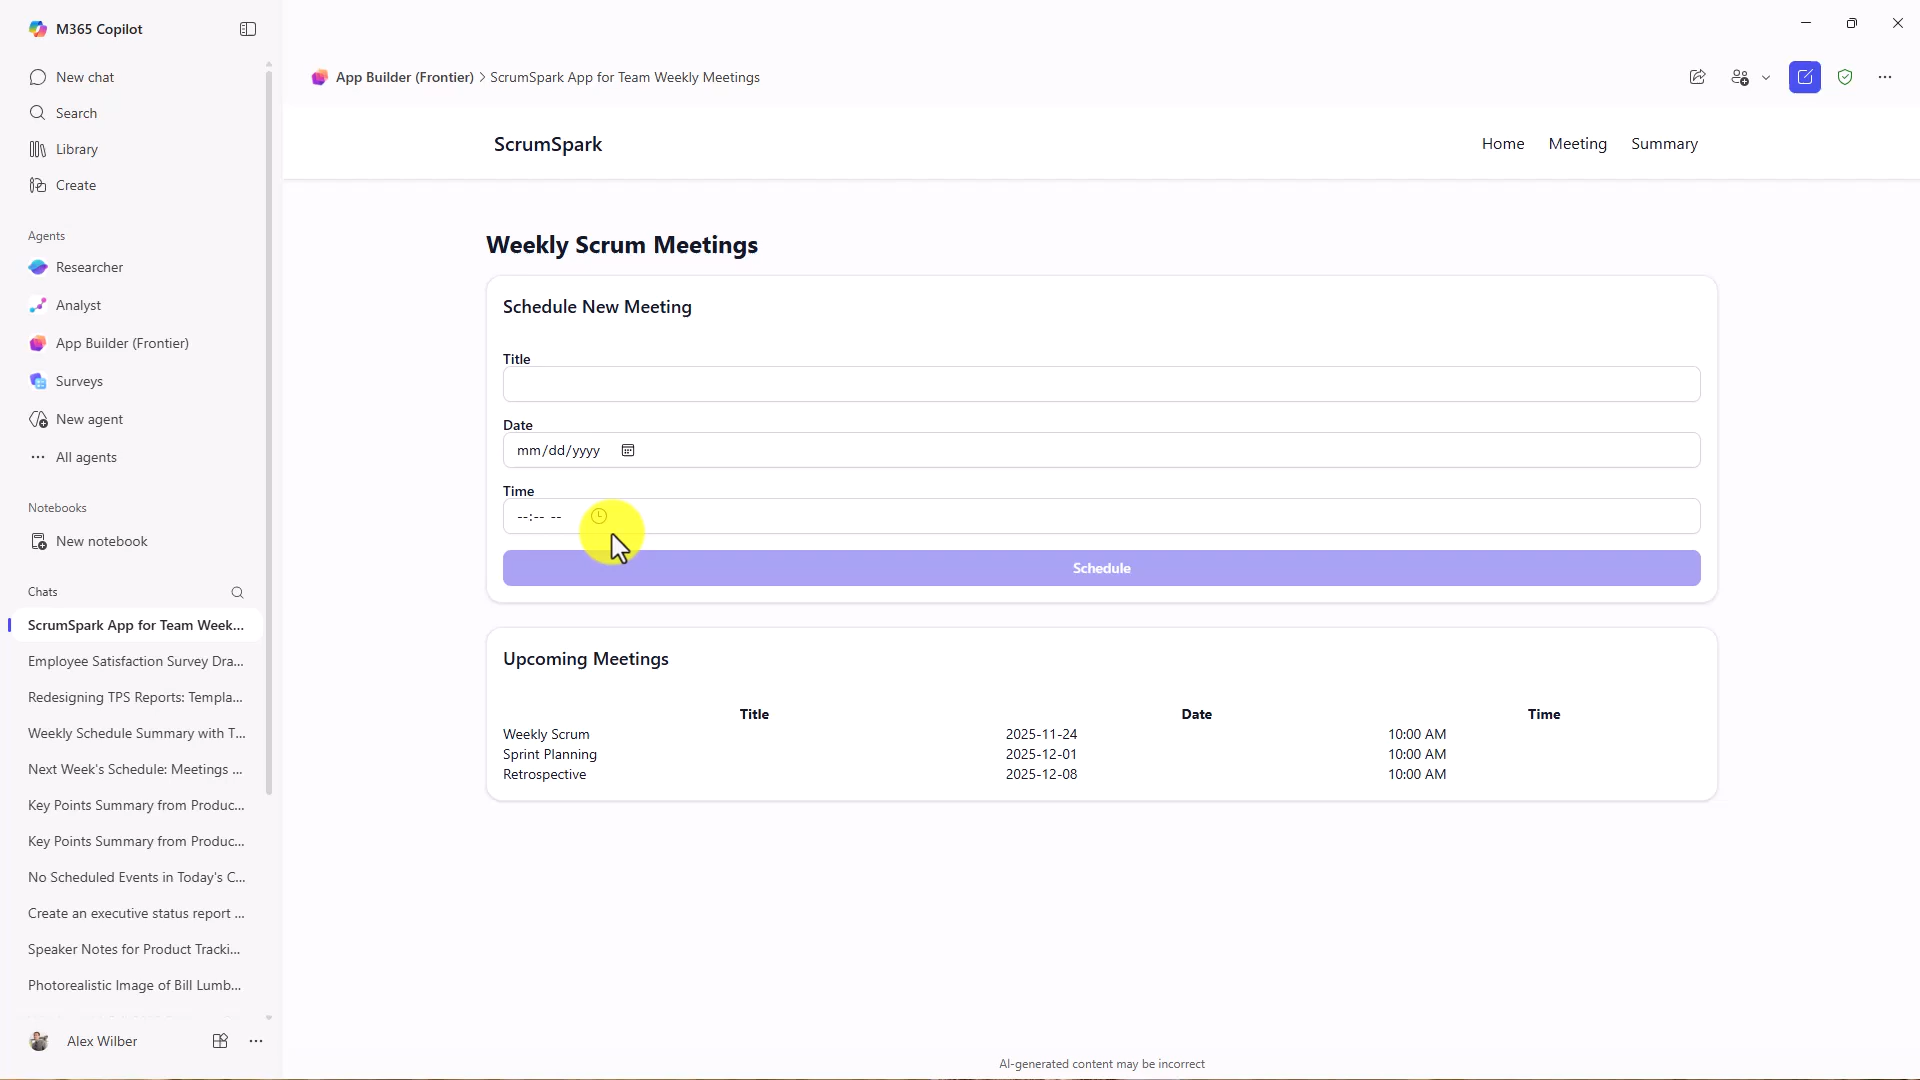 M365 Copilot
New chat
Search
Library
Create
Agents
Researcher
Analyst
App Builder (Frontier)
Surveys
New agent
All agents
Notebooks
New notebook
Chats
ScrumSpark App for Team Week...
Employee Satisfaction Survey Dra...
Redesigning TPS Reports: Templa...
Weekly Schedule Summary with T...
Next Week's Schedule: Meetings ...
Key Points Summary from Produc...
Key Points Summary from Produc...
No Scheduled Events in Today's C...
Create an executive status report ...
Speaker Notes for Product Tracki...
Photorealistic Image of Bill Lumb...
Alex Wilber
App Builder (Frontier) > ScrumSpark App for Team Weekly Meetings
ScrumSpark
Home Meeting Summary
Weekly Scrum Meetings
Schedule New Meeting
Title
Date
mm/dd/yyyy
Time
--:-- --
Schedule
Upcoming Meetings
Title Date Time
Weekly Scrum 2025-11-24 10:00 AM
Sprint Planning 2025-12-01 10:00 AM
Retrospective 2025-12-08 10:00 AM
AI-generated content may be incorrect